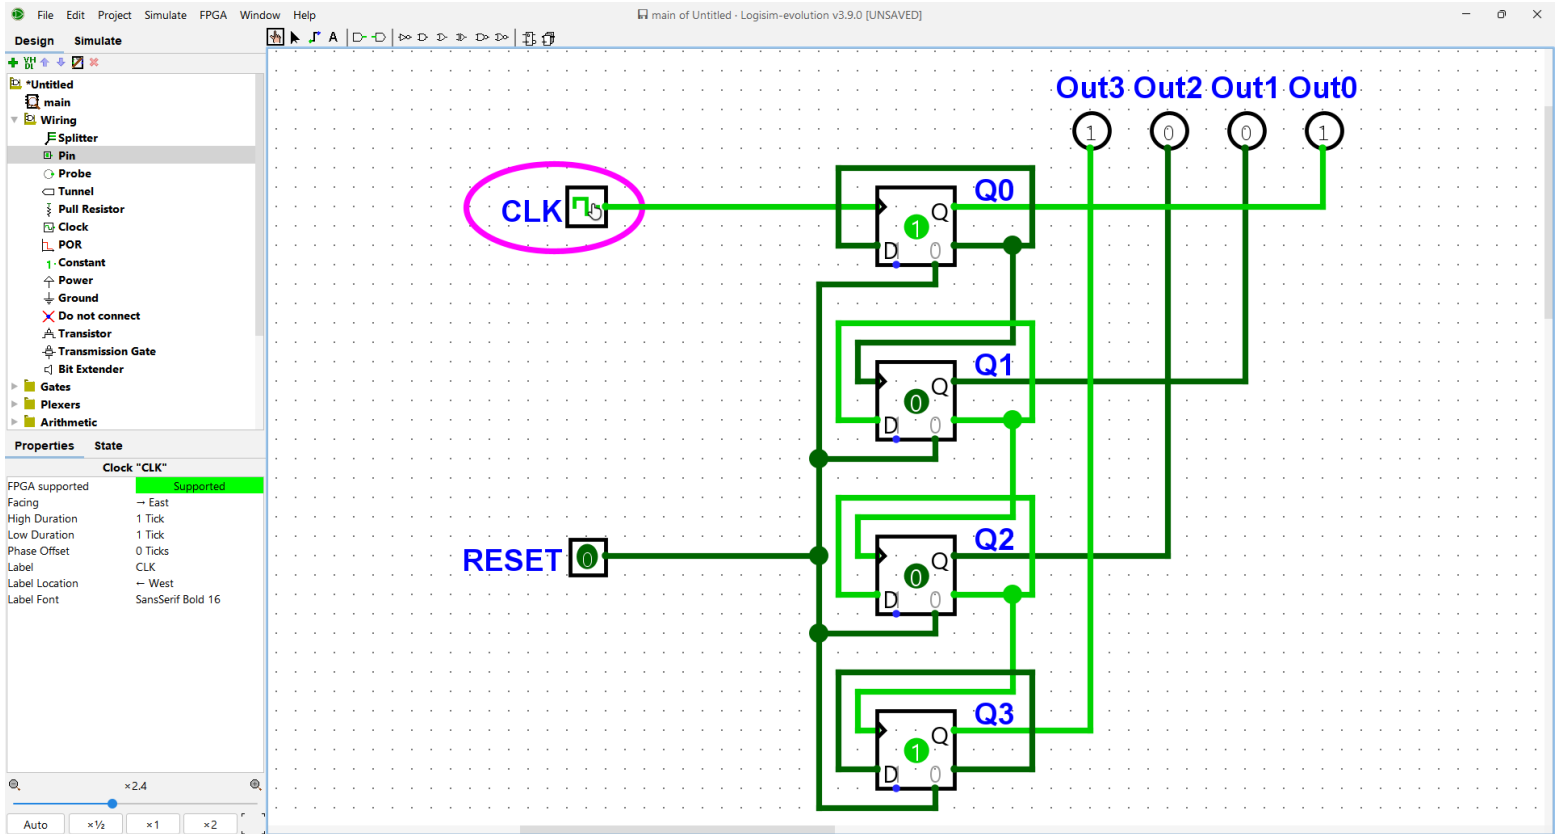 File Edit Project Simulate FPGA Window Help
main of Untitled · Logisim-evolution v3.9.0 [UNSAVED]
Design Simulate
A
VH
DL
*Untitled
main
Wiring
Splitter
Pin
Probe
Tunnel
Pull Resistor
Clock
POR
Constant
Power
Ground
Do not connect
Transistor
Transmission Gate
Bit Extender
Gates
Plexers
Arithmetic
Properties State
Clock "CLK"
FPGA supported Supported
Facing → East
High Duration 1 Tick
Low Duration 1 Tick
Phase Offset 0 Ticks
Label CLK
Label Location ← West
Label Font SansSerif Bold 16
×2.4
Auto ×½ ×1 ×2
Out3 Out2 Out1 Out0
1 0 0 1
CLK
Q0
Q
1
D 0
Q1
Q
0
D 0
RESET 0
Q2
Q
0
D 0
Q3
Q
1
D 0